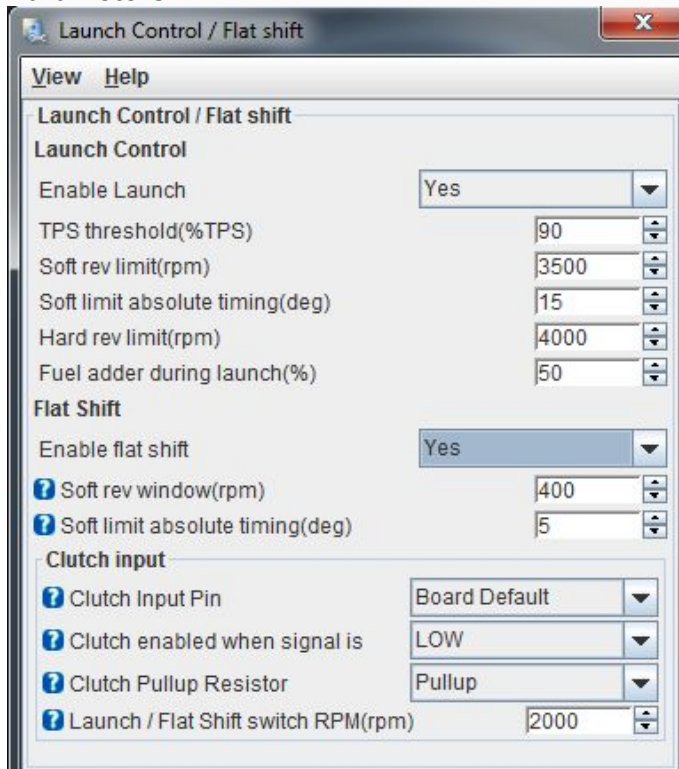 Launch Control / Flat shift
View Help
Launch Control / Flat shift
Launch Control
Enable Launch Yes
TPS threshold(%TPS) 90
Soft rev limit(rpm) 3500
Soft limit absolute timing(deg) 15
Hard rev limit(rpm) 4000
Fuel adder during launch(%) 50
Flat Shift
Enable flat shift Yes
? Soft rev window(rpm) 400
? Soft limit absolute timing(deg) 5
Clutch input
? Clutch Input Pin Board Default
? Clutch enabled when signal is LOW
? Clutch Pullup Resistor Pullup
? Launch / Flat Shift switch RPM(rpm) 2000